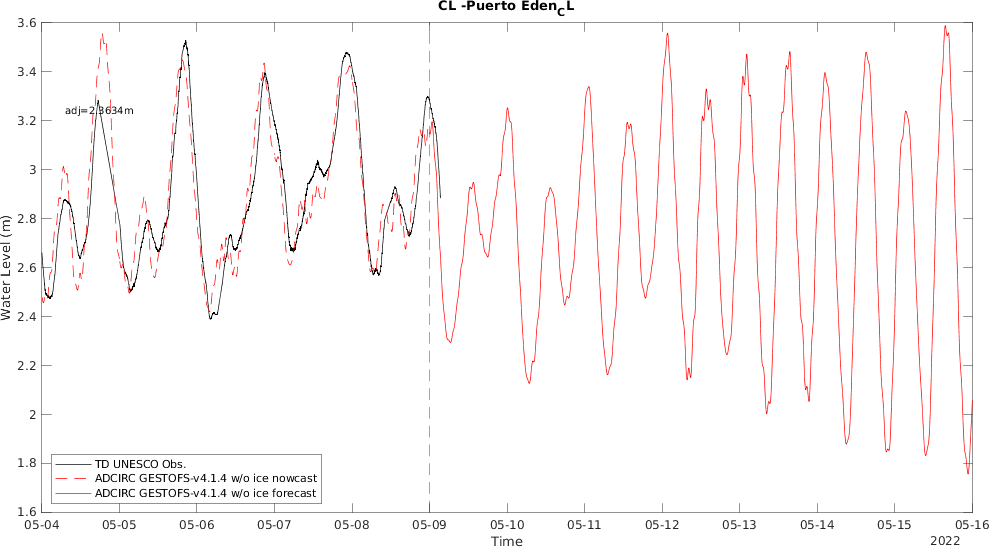 CL -Puerto Eden_CL
3.6
3.4
3.2
3
2.8
2.6
2.4
2.2
2
1.8
1.6
Water Level (m)
adj=2.3634m
TD UNESCO Obs.
ADCIRC GESTOFS-v4.1.4 w/o ice nowcast
ADCIRC GESTOFS-v4.1.4 w/o ice forecast
05-04 05-05 05-06 05-07 05-08 05-09 05-10 05-11 05-12 05-13 05-14 05-15 05-16
Time
2022